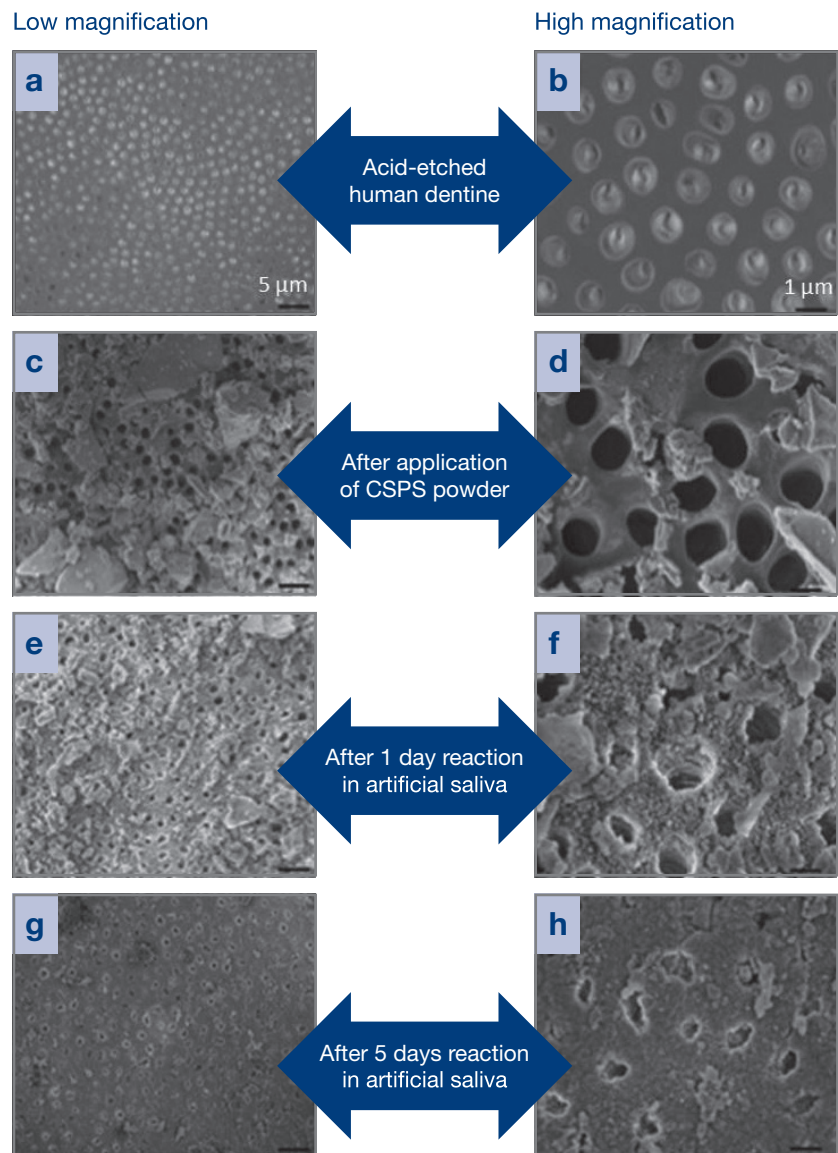 Low magnification
High magnification
a
b
Acid-etched
human dentine
5 µm
1 µm
c
d
After application
of CSPS powder
e
f
After 1 day reaction
in artificial saliva
g
h
After 5 days reaction
in artificial saliva